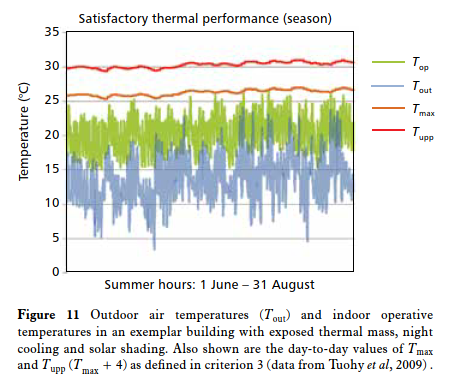 Satisfactory thermal performance (season)
35
30
25
20
15
10
5
0
Temperature (°C)
Summer hours: 1 June – 31 August
Top
Tout
Tmax
Tupp
Figure 11 Outdoor air temperatures (Tout) and indoor operative
temperatures in an exemplar building with exposed thermal mass, night
cooling and solar shading. Also shown are the day-to-day values of Tmax
and Tupp (Tmax + 4) as defined in criterion 3 (data from Tuohy et al, 2009) .